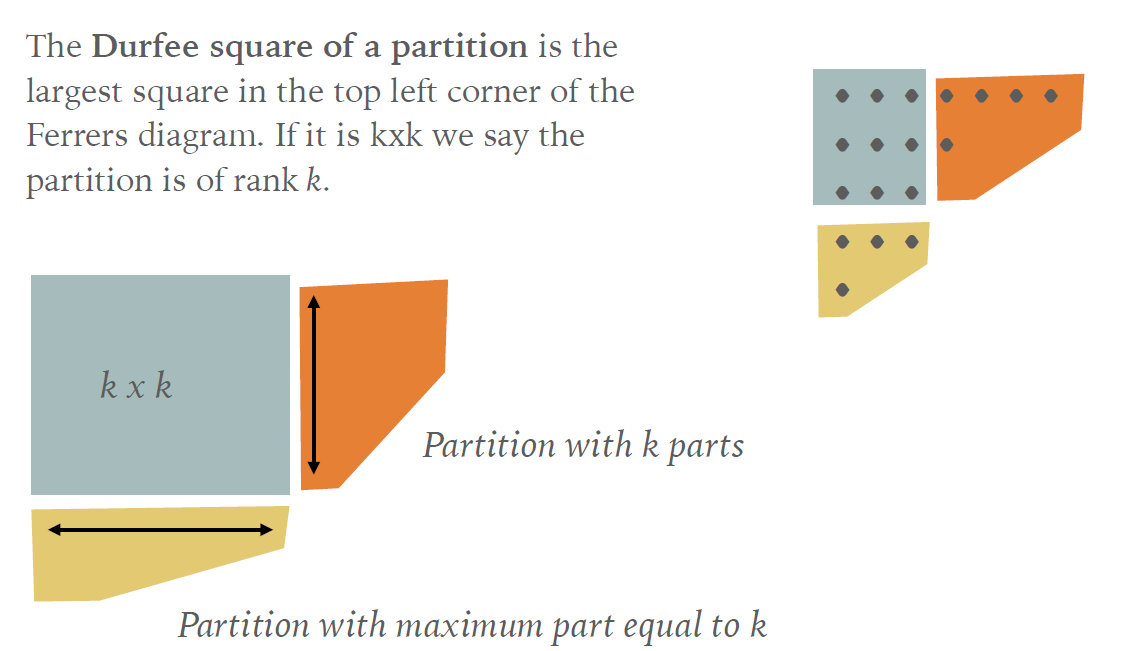 The Durfee square of a partition is the
largest square in the top left corner of the
Ferrers diagram. If it is kxk we say the
partition is of rank k.
k x k
Partition with k parts
Partition with maximum part equal to k